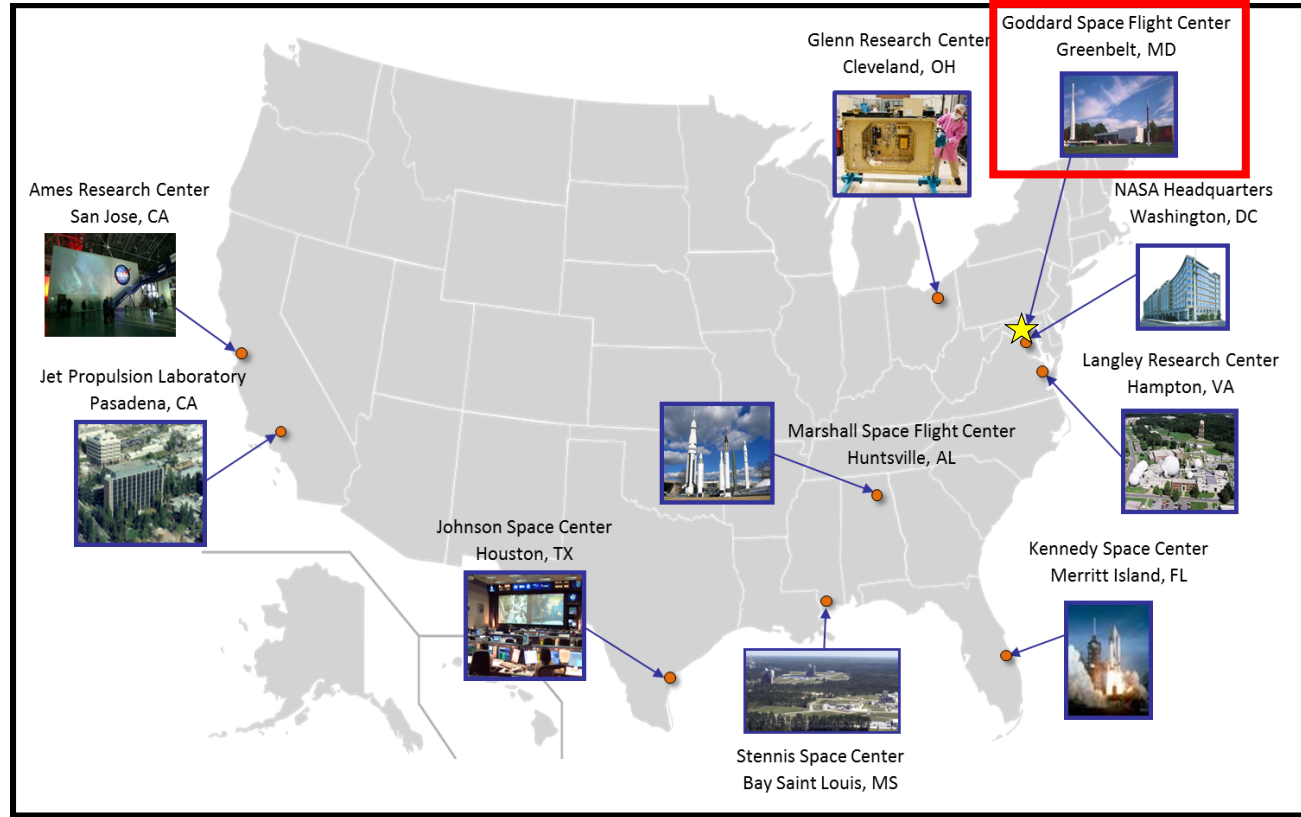 Goddard Space Flight Center
Greenbelt, MD
Glenn Research Center
Cleveland, OH
Ames Research Center
San Jose, CA
NASA Headquarters
Washington, DC
Jet Propulsion Laboratory
Pasadena, CA
Langley Research Center
Hampton, VA
Marshall Space Flight Center
Huntsville, AL
Johnson Space Center
Houston, TX
Kennedy Space Center
Merritt Island, FL
Stennis Space Center
Bay Saint Louis, MS